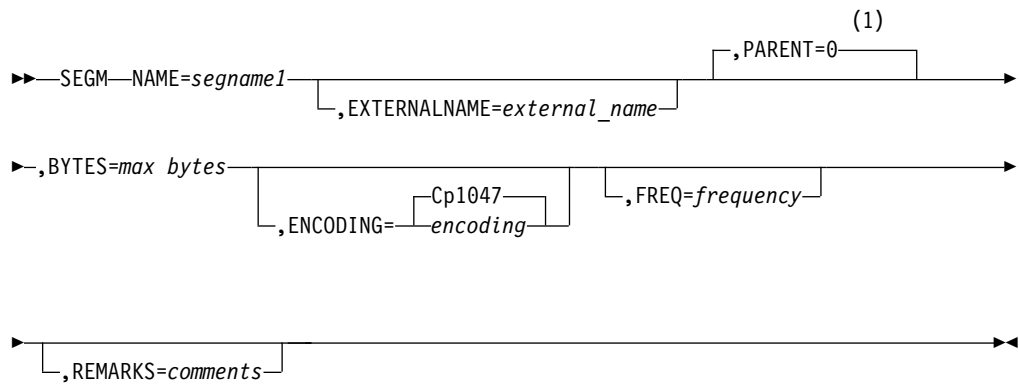 (1)
,PARENT=0
SEGM NAME=segname1
,EXTERNALNAME=external_name
,BYTES=max bytes
Cp1047
,ENCODING= encoding
,FREQ=frequency
,REMARKS=comments